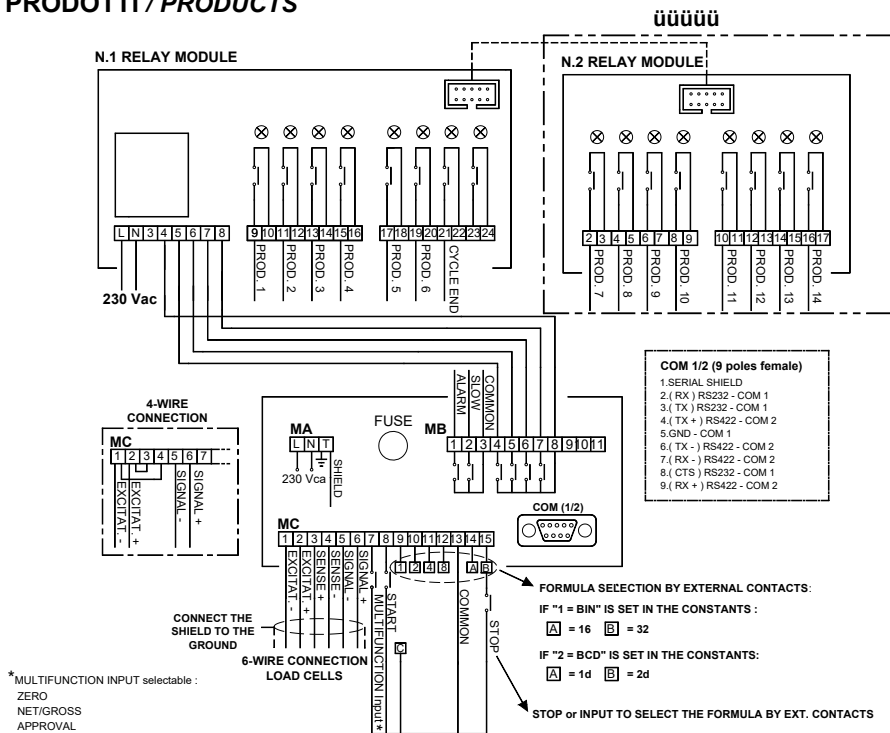 PRODOTTI / PRODUCTS
üüüüü
N.1 RELAY MODULE
N.2 RELAY MODULE
L N 3 4 5 6 7 8
9 10 11 12 13 14 15 16
17 18 19 20 21 22 23 24
2 3 4 5 6 7 8 9
10 11 12 13 14 15 16 17
230 Vac
PROD. 1
PROD. 2
PROD. 3
PROD. 4
PROD. 5
PROD. 6
CYCLE END
PROD. 7
PROD. 8
PROD. 9
PROD. 10
PROD. 11
PROD. 12
PROD. 13
PROD. 14
COM 1/2 (9 poles female)
1.SERIAL SHIELD
2.( RX ) RS232 - COM 1
3.( TX ) RS232 - COM 1
4.( TX + ) RS422 - COM 2
5.GND - COM 1
6.( TX - ) RS422 - COM 2
7.( RX - ) RS422 - COM 2
8.( CTS ) RS232 - COM 1
9.( RX + ) RS422 - COM 2
4-WIRE
CONNECTION
MC
1 2 3 4 5 6 7
EXCITAT. -
EXCITAT. +
SIGNAL -
SIGNAL +
MA
L N T
230 Vca
SHIELD
FUSE
ALARM
SLOW
COMMON
MB
1 2 3 4 5 6 7 8 9 10 11
COM (1/2)
MC
1 2 3 4 5 6 7 8 9 10 11 12 13 14 15
1 2 4 8 A B
EXCITAT. -
EXCITAT. +
SENSE +
SENSE -
SIGNAL -
SIGNAL +
MULTIFUNCTION Input *
START
C
COMMON
STOP
CONNECT THE
SHIELD TO THE
GROUND
6-WIRE CONNECTION
LOAD CELLS
FORMULA SELECTION BY EXTERNAL CONTACTS:
IF "1 = BIN" IS SET IN THE CONSTANTS :
A = 16 B = 32
IF "2 = BCD" IS SET IN THE CONSTANTS:
A = 1d B = 2d
STOP or INPUT TO SELECT THE FORMULA BY EXT. CONTACTS
*MULTIFUNCTION INPUT selectable :
ZERO
NET/GROSS
APPROVAL